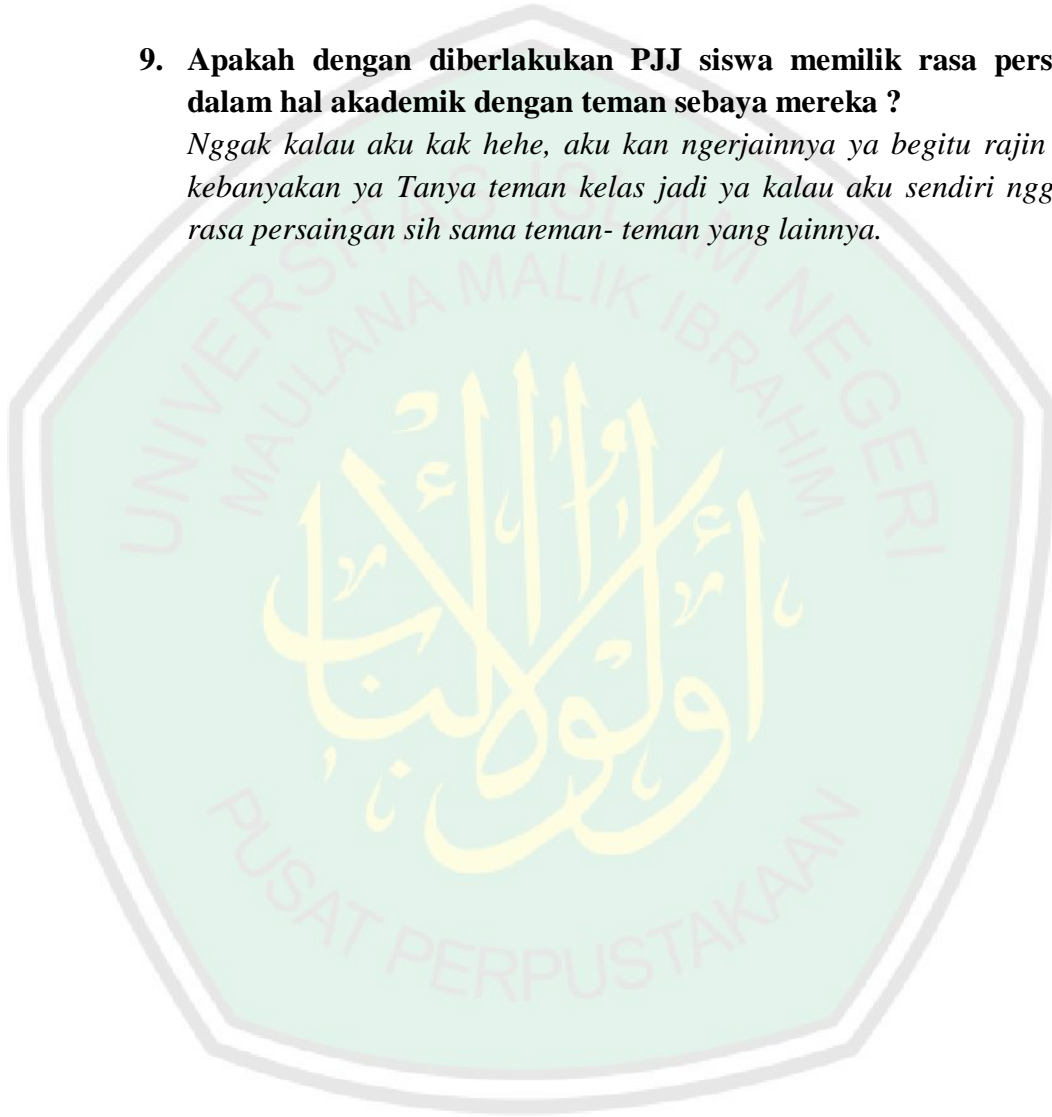 9. Apakah dengan diberlakukan PJJ siswa memilik rasa pers
dalam hal akademik dengan teman sebaya mereka ?
Nggak kalau aku kak hehe, aku kan ngerjainnya ya begitu rajin
kebanyakan ya Tanya teman kelas jadi ya kalau aku sendiri ngg
rasa persaingan sih sama teman- teman yang lainnya.
UNIVERSITAS ISLAM NEGERI
MAULANA MALIK IBRAHIM
أولوا الألباب
PUSAT PERPUSTAKAAN